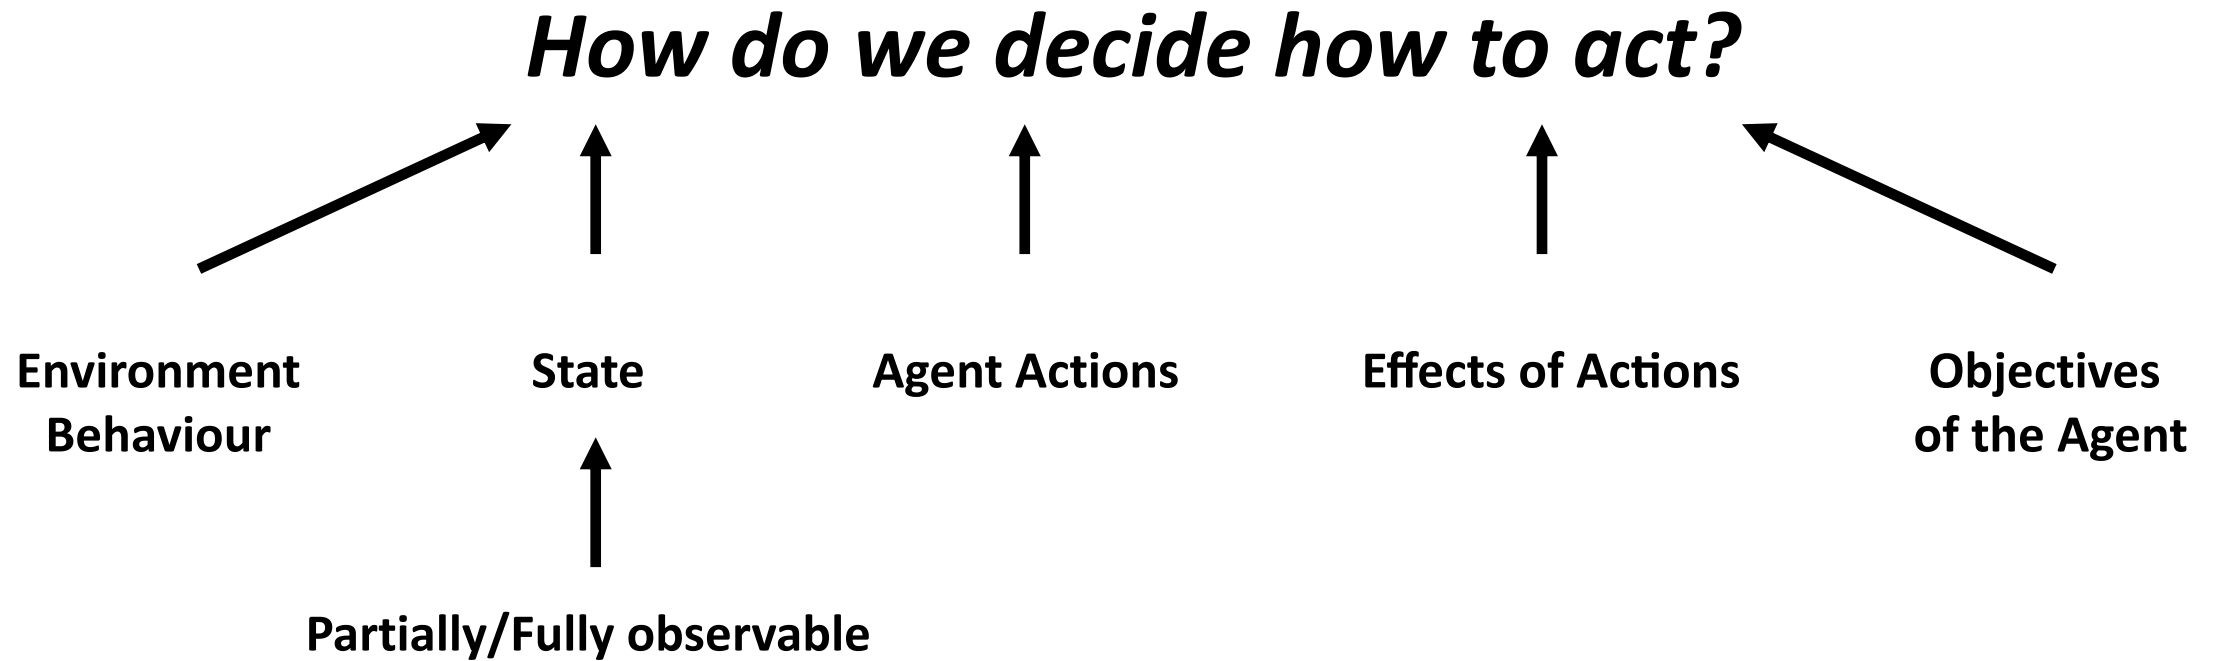 How do we decide how to act?
Environment
Behaviour
State
Agent Actions
Effects of Actions
Objectives
of the Agent
Partially/Fully observable